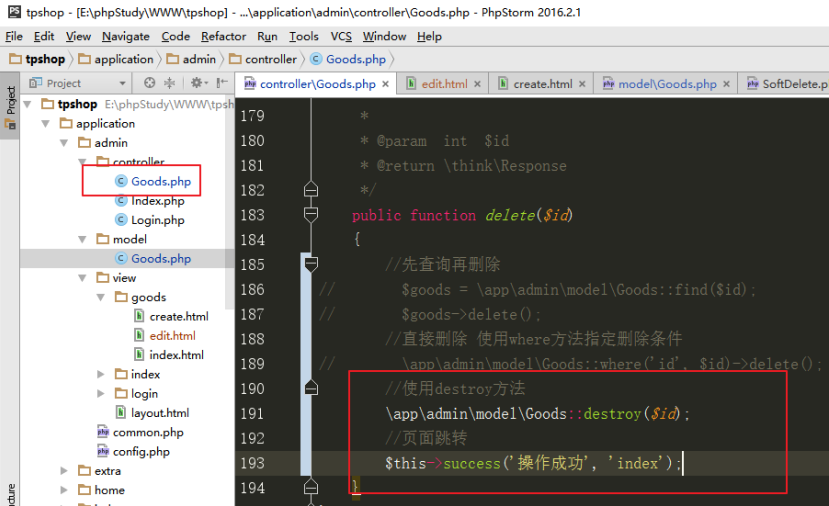 tpshop - [E:\phpStudy\WWW\tpshop] - ...\application\admin\controller\Goods.php - PhpStorm 2016.2.1
File Edit View Navigate Code Refactor Run Tools VCS Window Help
tpshop application admin controller Goods.php
Project controller\Goods.php edit.html create.html model\Goods.php SoftDelete.p
Project
tpshop E:\phpStudy\WWW\tpsh
application
admin
controller
Goods.php
Index.php
Login.php
model
Goods.php
view
goods
create.html
edit.html
index.html
index
login
layout.html
common.php
config.php
extra
home
179 *
180 * @param int $id
181 * @return \think\Response
182 */
183 public function delete($id)
184 {
185 //先查询再删除
186 // $goods = \app\admin\model\Goods::find($id);
187 // $goods->delete();
188 //直接删除 使用where方法指定删除条件
189 // \app\admin\model\Goods::where('id', $id)->delete();
190 //使用destroy方法
191 \app\admin\model\Goods::destroy($id);
192 //页面跳转
193 $this->success('操作成功', 'index');
194 }